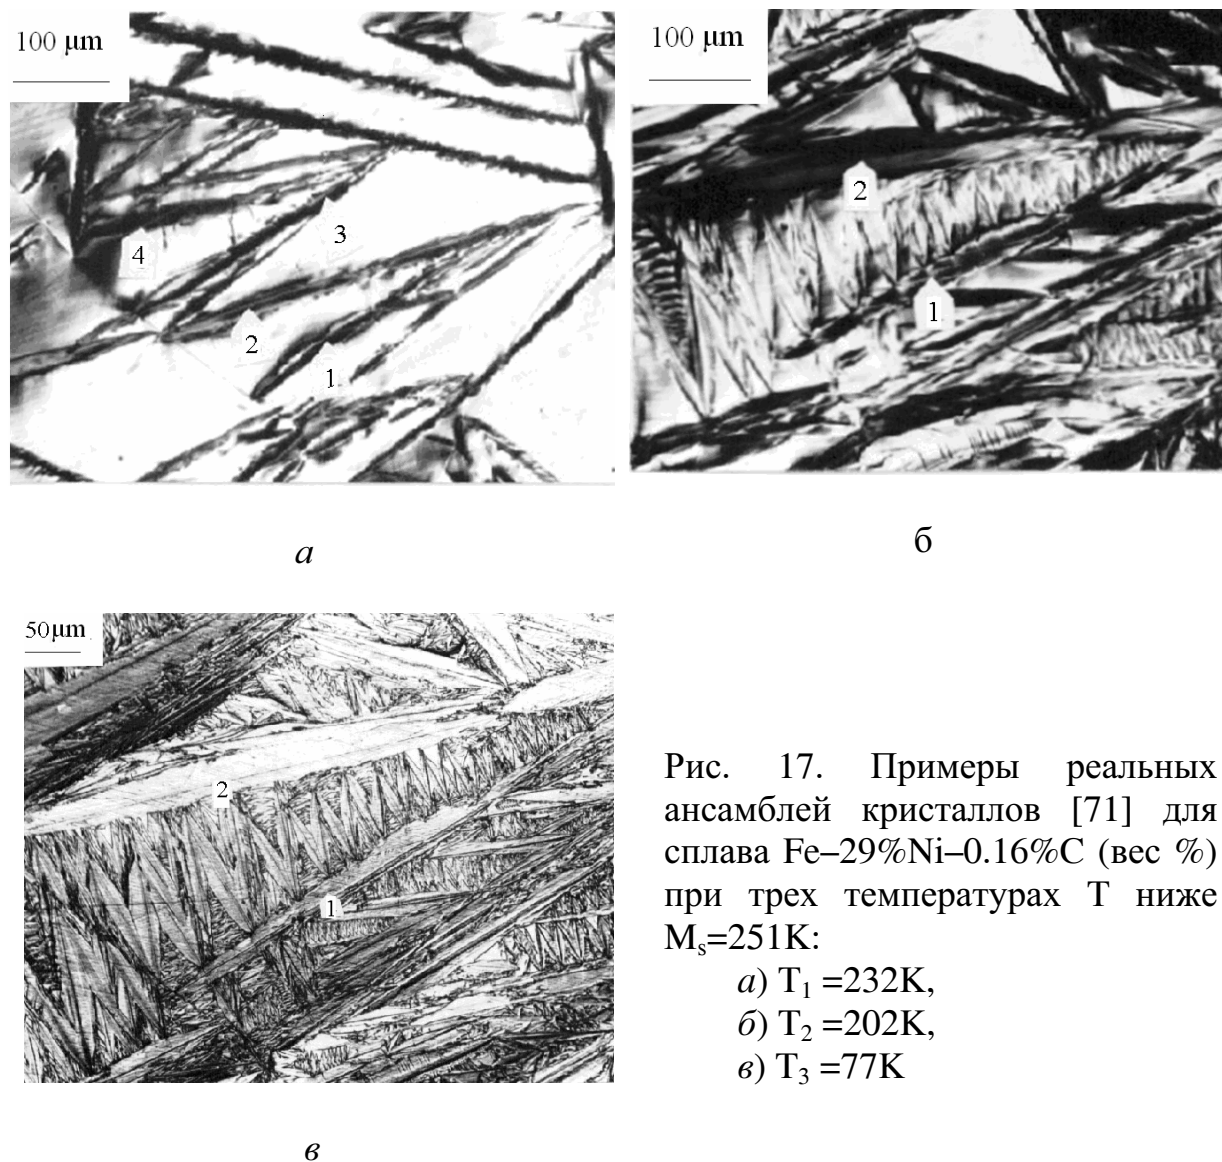 100 μm
100 μm
4
3
2
1
2
1
а
б
50μm
2
1
Рис. 17. Примеры реальных
ансамблей кристаллов [71] для
сплава Fe–29%Ni–0.16%C (вес %)
при трех температурах T ниже
Ms=251K:
а) T1 =232K,
б) T2 =202K,
в) T3 =77K
в